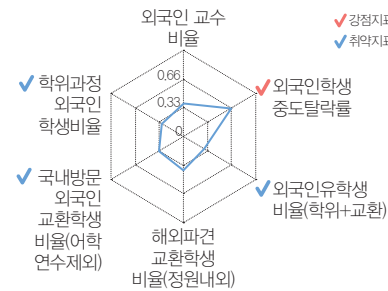 외국인 교수
비율
강점지표
취약지표
0.66
0.33
0
외국인학생
중도탈락률
외국인유학생
비율(학위+교환)
해외파견
교환학생
비율(정원내외)
국내방문
외국인
교환학생
비율(어학
연수제외)
학위과정
외국인
학생비율